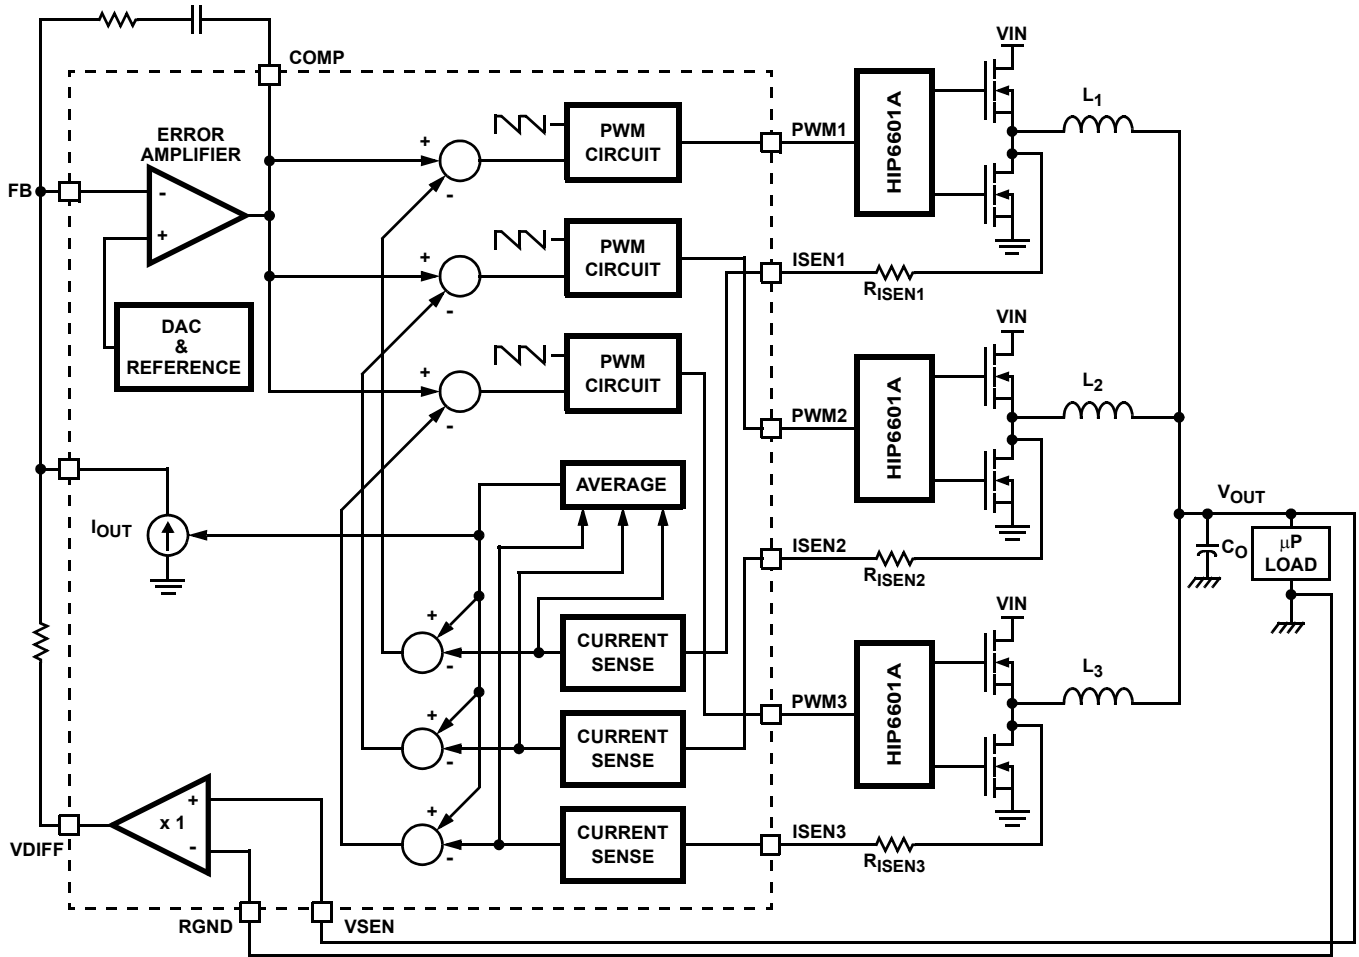 COMP
VIN
ERROR
AMPLIFIER
FB
-
+
DAC
&
REFERENCE
+
-
PWM
CIRCUIT
PWM1
HIP6601A
L1
+
-
PWM
CIRCUIT
ISEN1
RISEN1
+
-
PWM
CIRCUIT
VIN
PWM2
HIP6601A
L2
AVERAGE
IOUT
ISEN2
RISEN2
VOUT
CO
μP
LOAD
+
-
CURRENT
SENSE
VIN
PWM3
HIP6601A
L3
+
-
CURRENT
SENSE
+
-
CURRENT
SENSE
ISEN3
RISEN3
+
x 1
-
VDIFF
RGND
VSEN